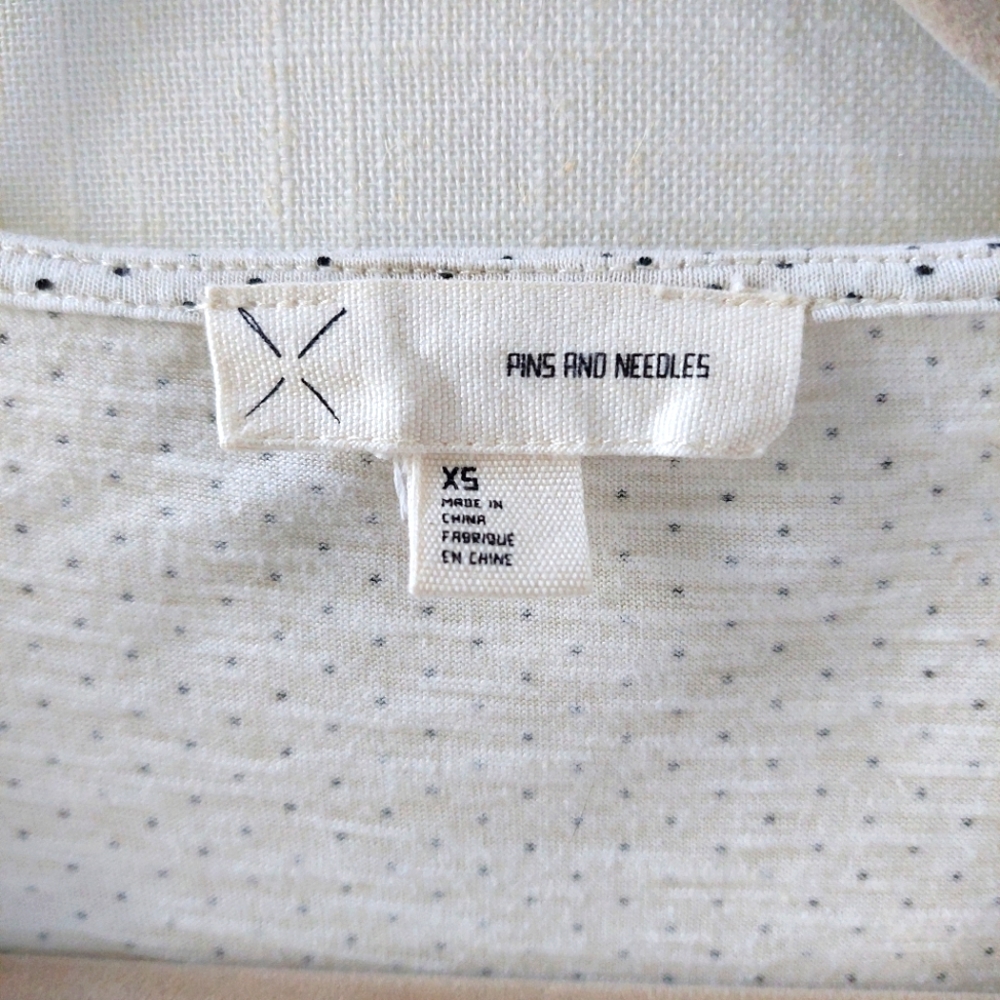 PINS AND NEEDLES
XS
MADE IN
CHINA
FABRIQUE
EN CHINE